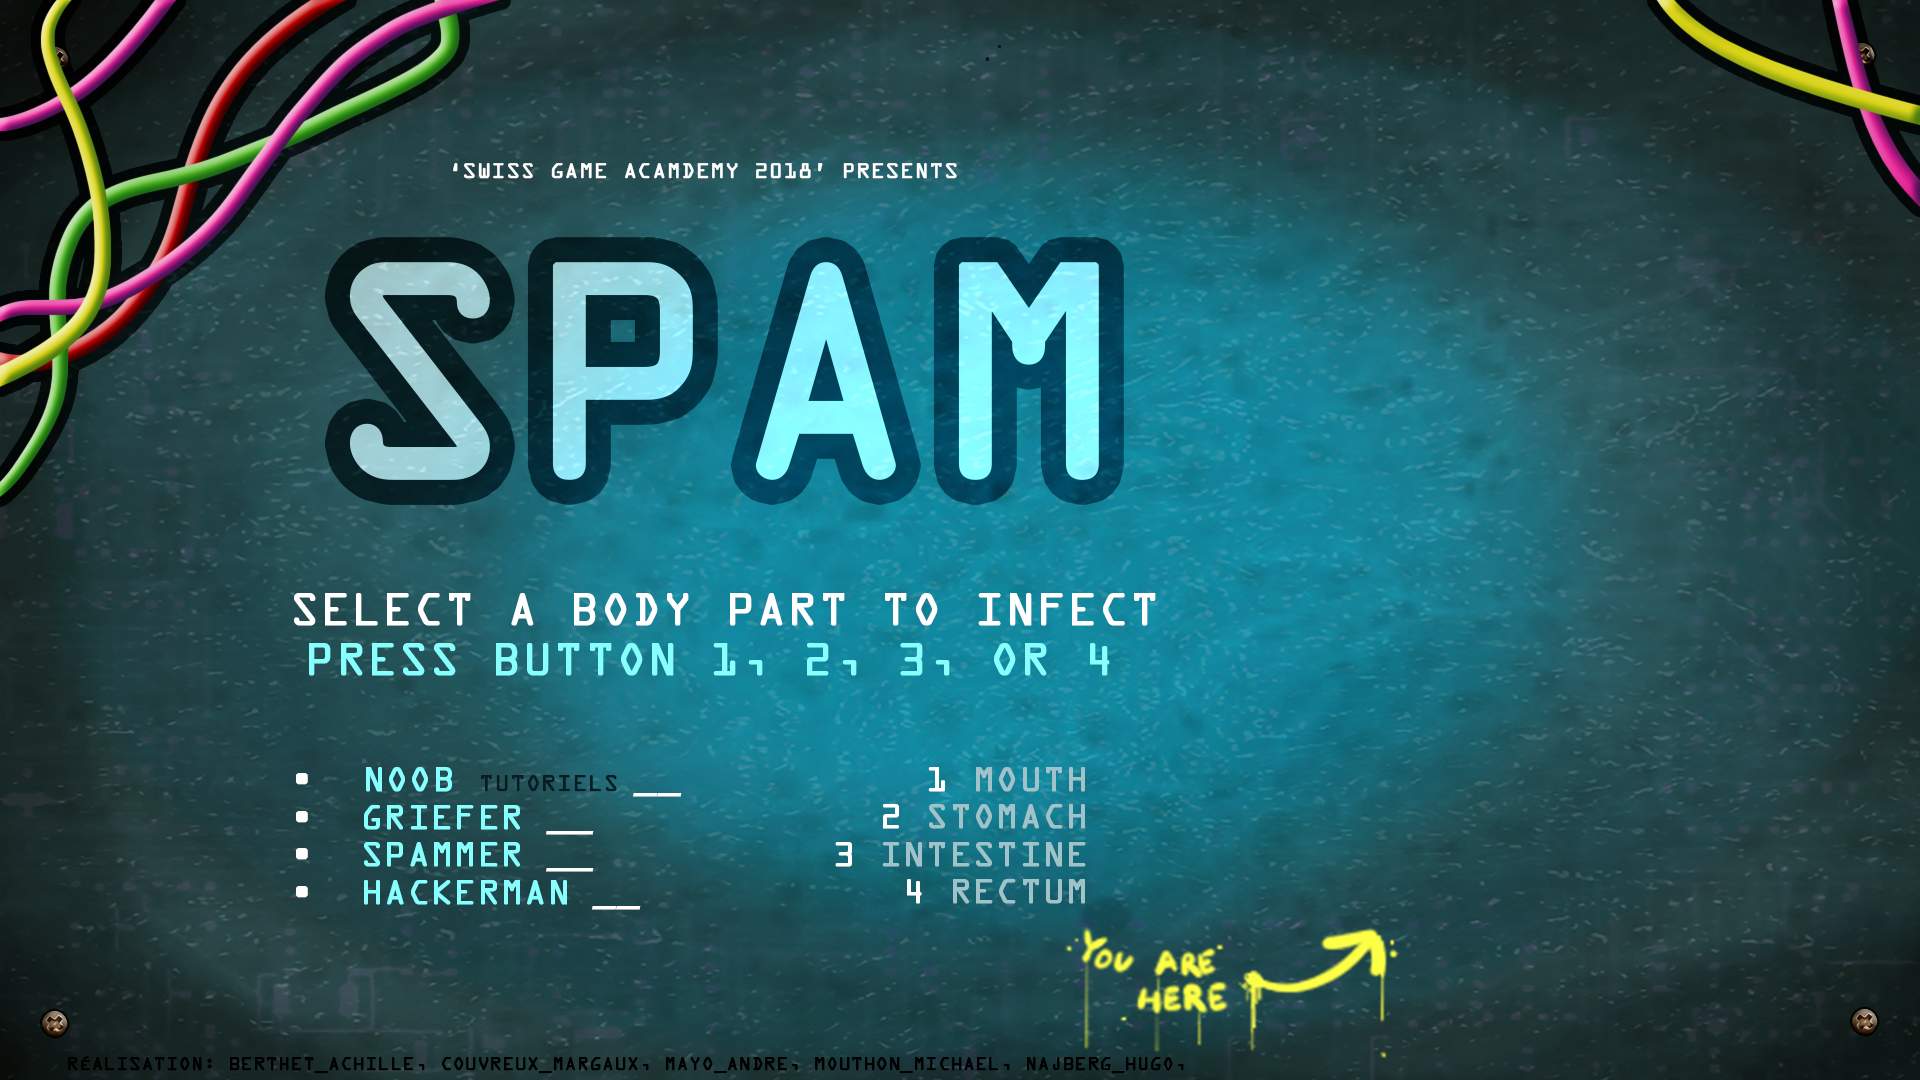 'SWISS GAME ACAMDEMY 2018' PRESENTS
SPAM
SELECT A BODY PART TO INFECT
PRESS BUTTON 1, 2, 3, OR 4
▪ NOOB TUTORIELS __ 1 MOUTH
▪ GRIEFER __ 2 STOMACH
▪ SPAMMER __ 3 INTESTINE
▪ HACKERMAN __ 4 RECTUM
YOU ARE
HERE
RÉALISATION: BERTHET_ACHILLE, COUVREUX_MARGAUX, MAYO_ANDRE, MOUTHON_MICHAEL, NAJBERG_HUGO,